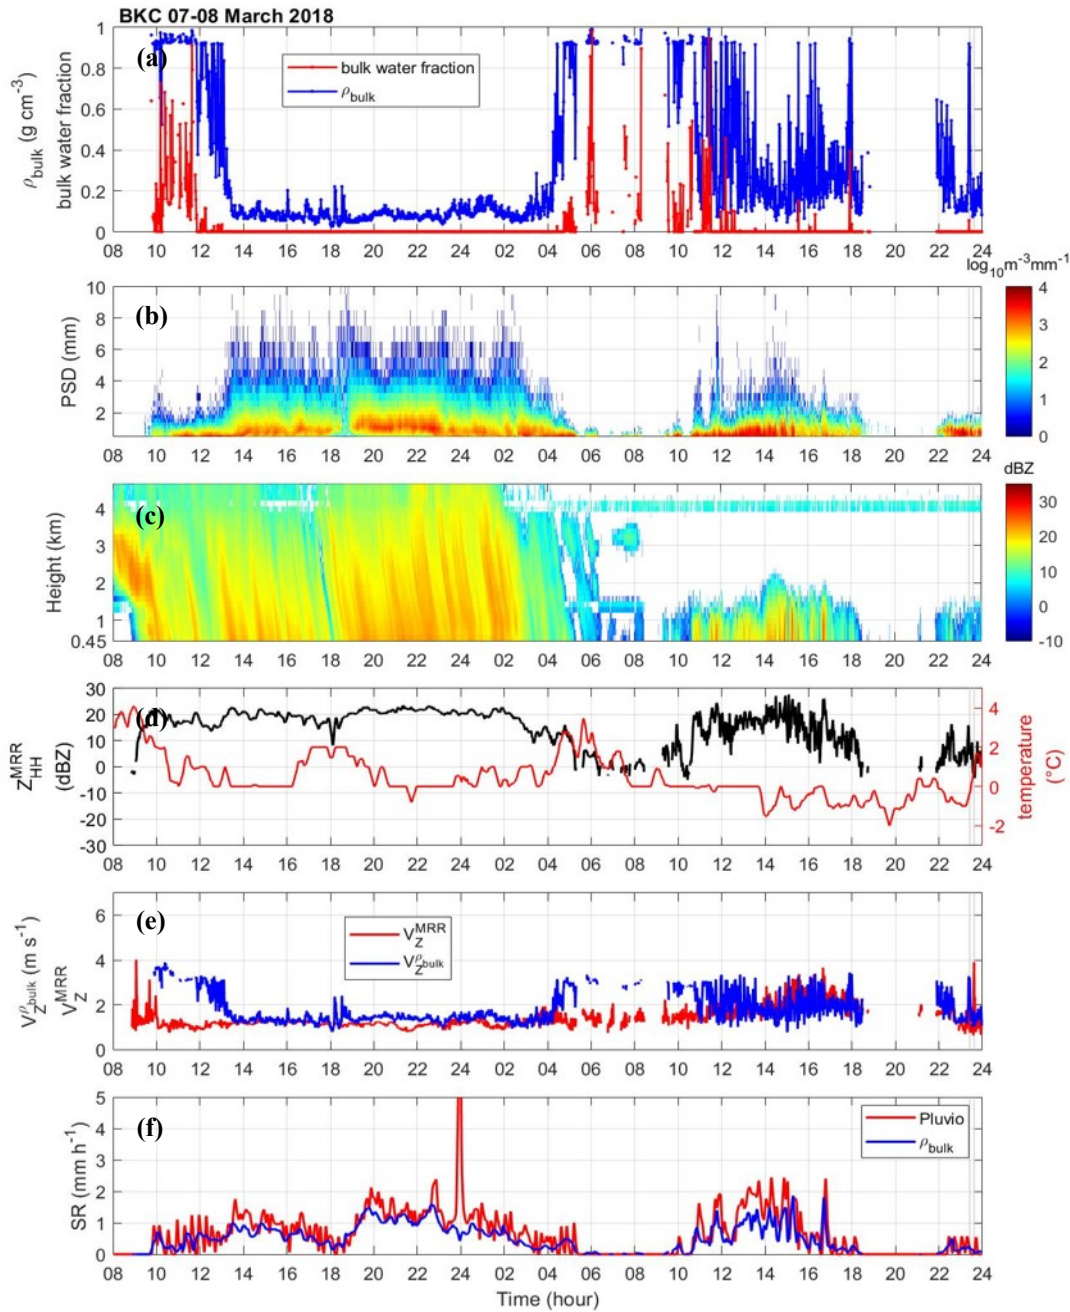 BKC 07-08 March 2018
(a)
ρbulk (g cm-3)
bulk water fraction
1
0.8
0.6
0.4
0.2
0
bulk water fraction
ρbulk
08 10 12 14 16 18 20 22 24 02 04 06 08 10 12 14 16 18 20 22 24
log10m-3mm-1
(b)
PSD (mm)
10
8
6
4
2
4
3
2
1
0
08 10 12 14 16 18 20 22 24 02 04 06 08 10 12 14 16 18 20 22 24
dBZ
(c)
Height (km)
4
3
2
1
0.45
30
20
10
0
-10
08 10 12 14 16 18 20 22 24 02 04 06 08 10 12 14 16 18 20 22 24
(d)
ZHHMRR
(dBZ)
30
20
10
0
-10
-20
-30
4
2
0
-2
temperature
(°C)
08 10 12 14 16 18 20 22 24 02 04 06 08 10 12 14 16 18 20 22 24
(e)
VZρbulk (m s-1)
VZMRR
6
4
2
0
VZMRR
VZρbulk
08 10 12 14 16 18 20 22 24 02 04 06 08 10 12 14 16 18 20 22 24
(f)
SR (mm h-1)
5
4
3
2
1
0
Pluvio
ρbulk
08 10 12 14 16 18 20 22 24 02 04 06 08 10 12 14 16 18 20 22 24
Time (hour)